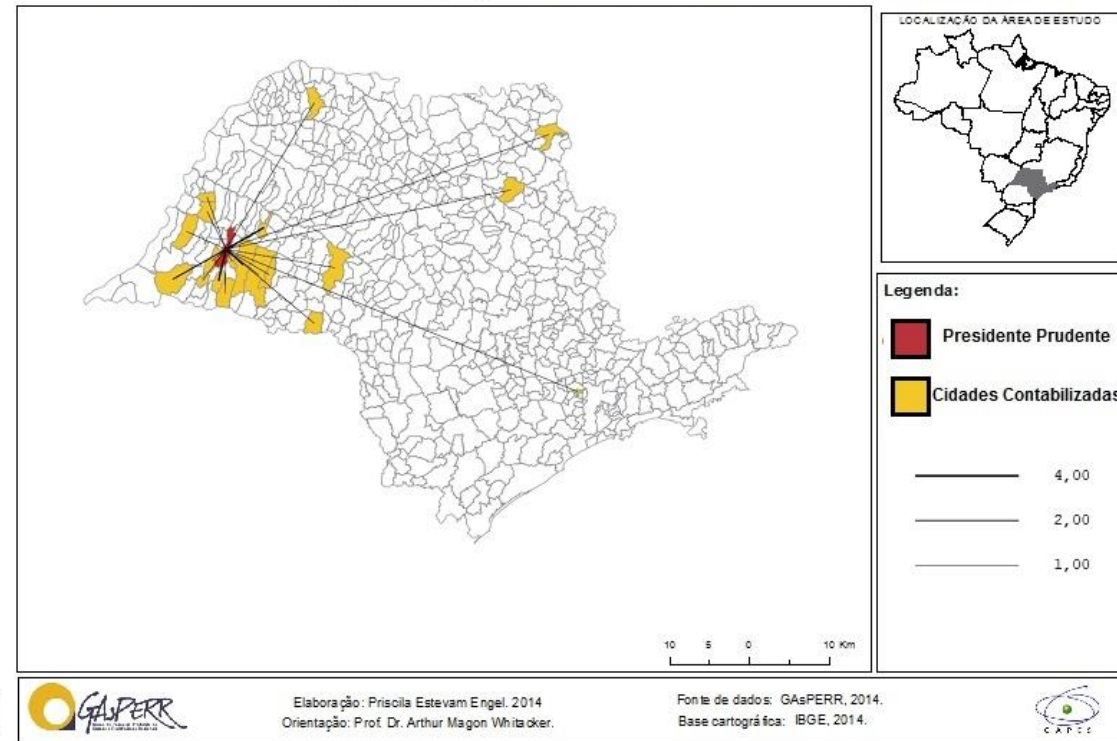 LOCALIZAÇÃO DA ÁREA DE ESTUDO
Legenda:
Presidente Prudente
Cidades Contabilizadas
4,00
2,00
1,00
10 5 0 10 Km
GAsPERR
Elaboração: Priscila Estevam Engel. 2014
Orientação: Prof. Dr. Arthur Magon Whitacker.
Fonte de dados: GAsPERR, 2014.
Base cartográfica: IBGE, 2014.
CAPES